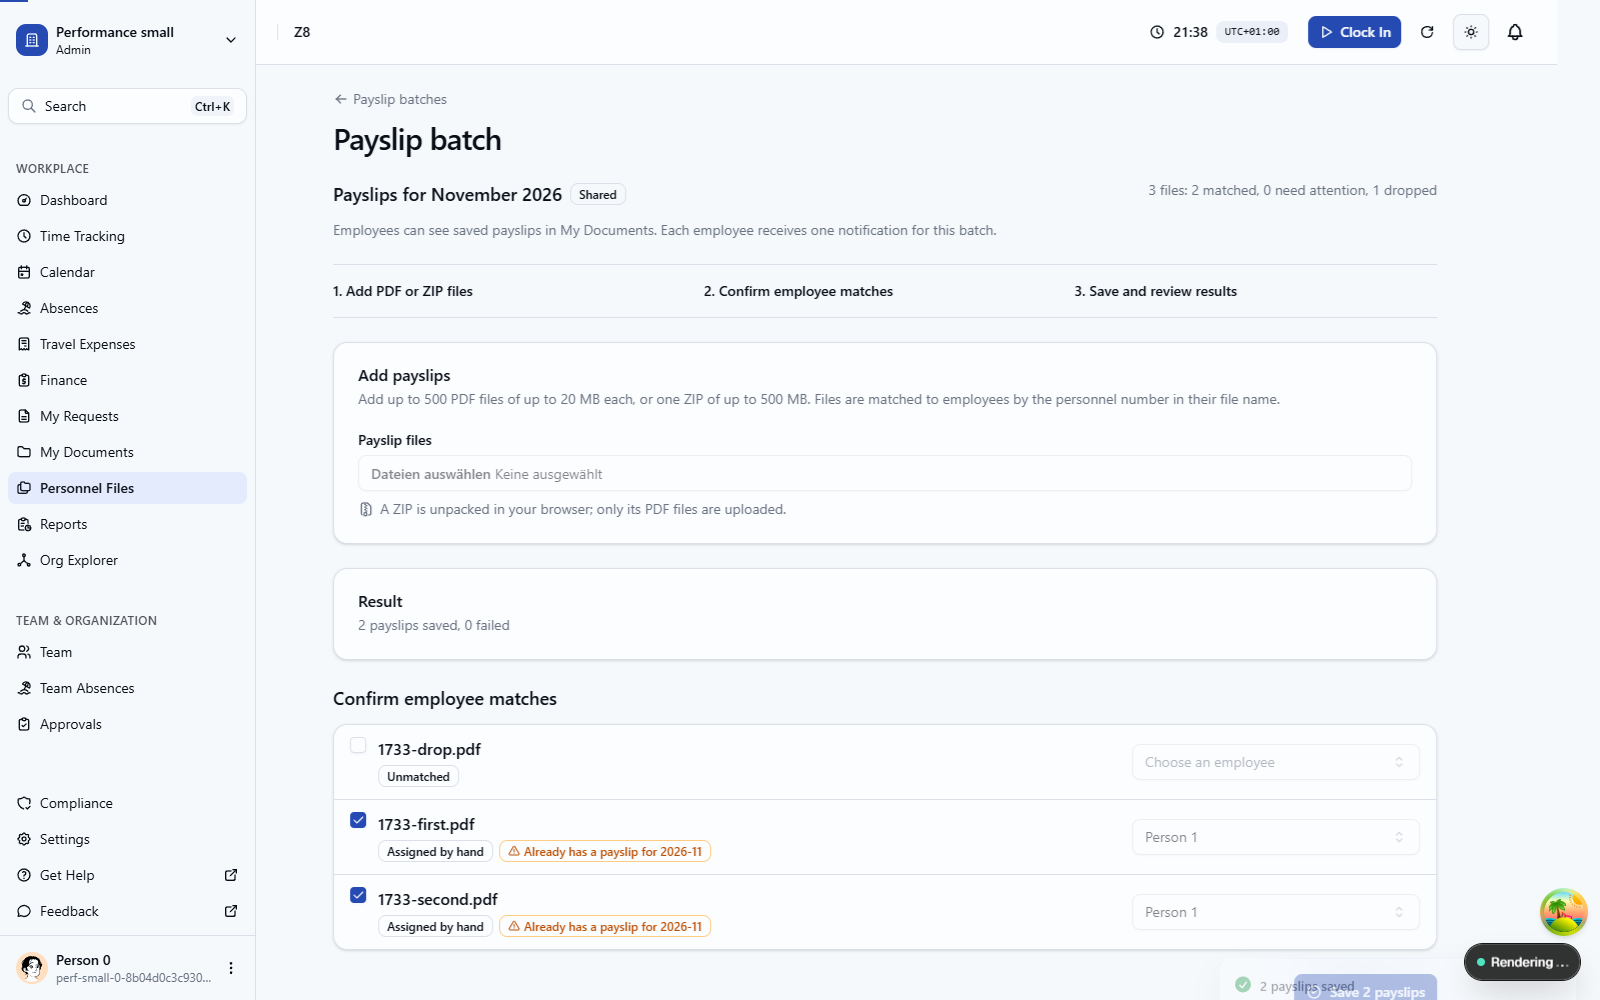 Performance small
Admin
Z8
21:38
UTC+01:00
Clock In
Search
Ctrl+K
WORKPLACE
Dashboard
Time Tracking
Calendar
Absences
Travel Expenses
Finance
My Requests
My Documents
Personnel Files
Reports
Org Explorer
TEAM & ORGANIZATION
Team
Team Absences
Approvals
Compliance
Settings
Get Help
Feedback
Person 0
perf-small-0-8b04d0c3c930...
Payslip batches
Payslip batch
Payslips for November 2026
Shared
3 files: 2 matched, 0 need attention, 1 dropped
Employees can see saved payslips in My Documents. Each employee receives one notification for this batch.
1. Add PDF or ZIP files
2. Confirm employee matches
3. Save and review results
Add payslips
Add up to 500 PDF files of up to 20 MB each, or one ZIP of up to 500 MB. Files are matched to employees by the personnel number in their file name.
Payslip files
Dateien auswählen Keine ausgewählt
A ZIP is unpacked in your browser; only its PDF files are uploaded.
Result
2 payslips saved, 0 failed
Confirm employee matches
1733-drop.pdf
Unmatched
Choose an employee
1733-first.pdf
Assigned by hand
Already has a payslip for 2026-11
Person 1
1733-second.pdf
Assigned by hand
Already has a payslip for 2026-11
Person 1
2 payslips saved
Save 2 payslips
Rendering ...